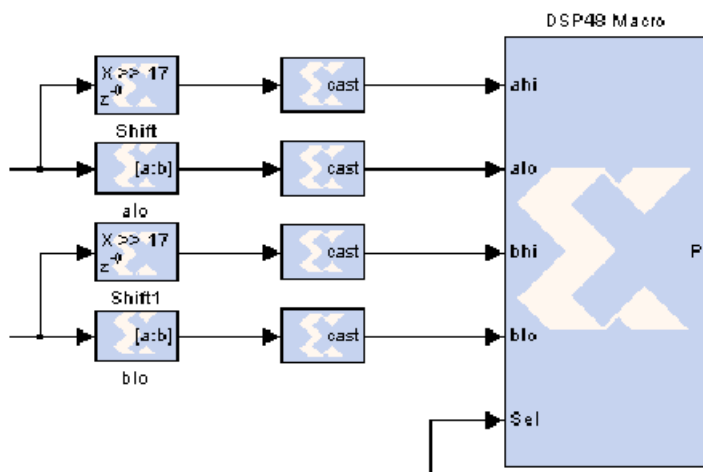 DSP48 Macro
X >> 17
z^-0
cast
ahi
Shift
[a:b]
cast
alo
alo
X >> 17
z^-0
cast
bhi
P
Shift1
[a:b]
cast
blo
blo
Sel